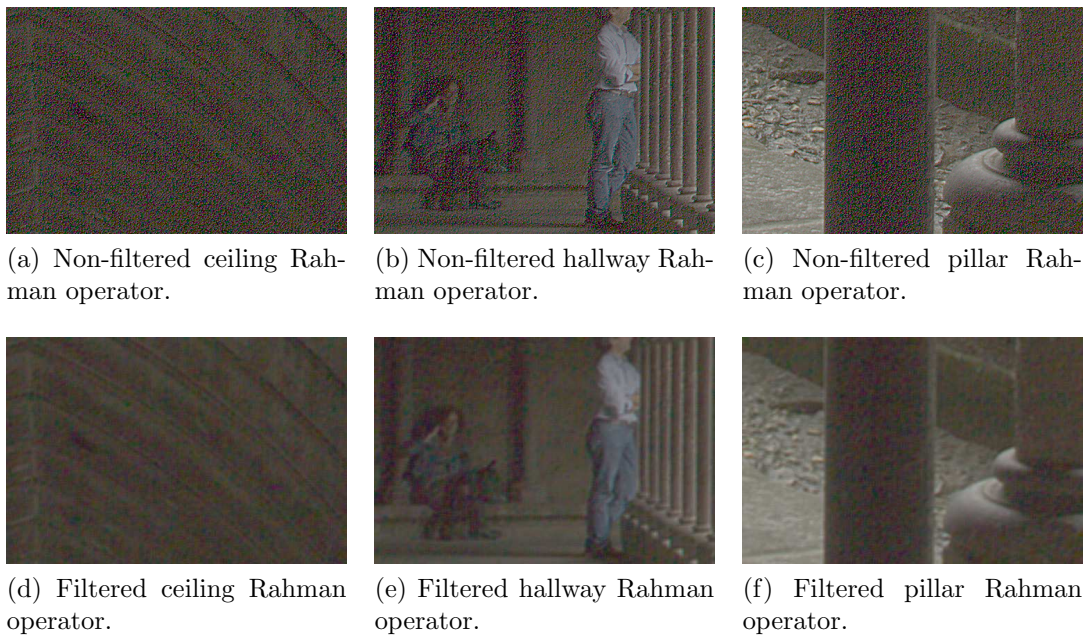 (a) Non-filtered ceiling Rah-
man operator.
(b) Non-filtered hallway Rah-
man operator.
(c) Non-filtered pillar Rah-
man operator.
(d) Filtered ceiling Rahman
operator.
(e) Filtered hallway Rahman
operator.
(f) Filtered pillar Rahman
operator.